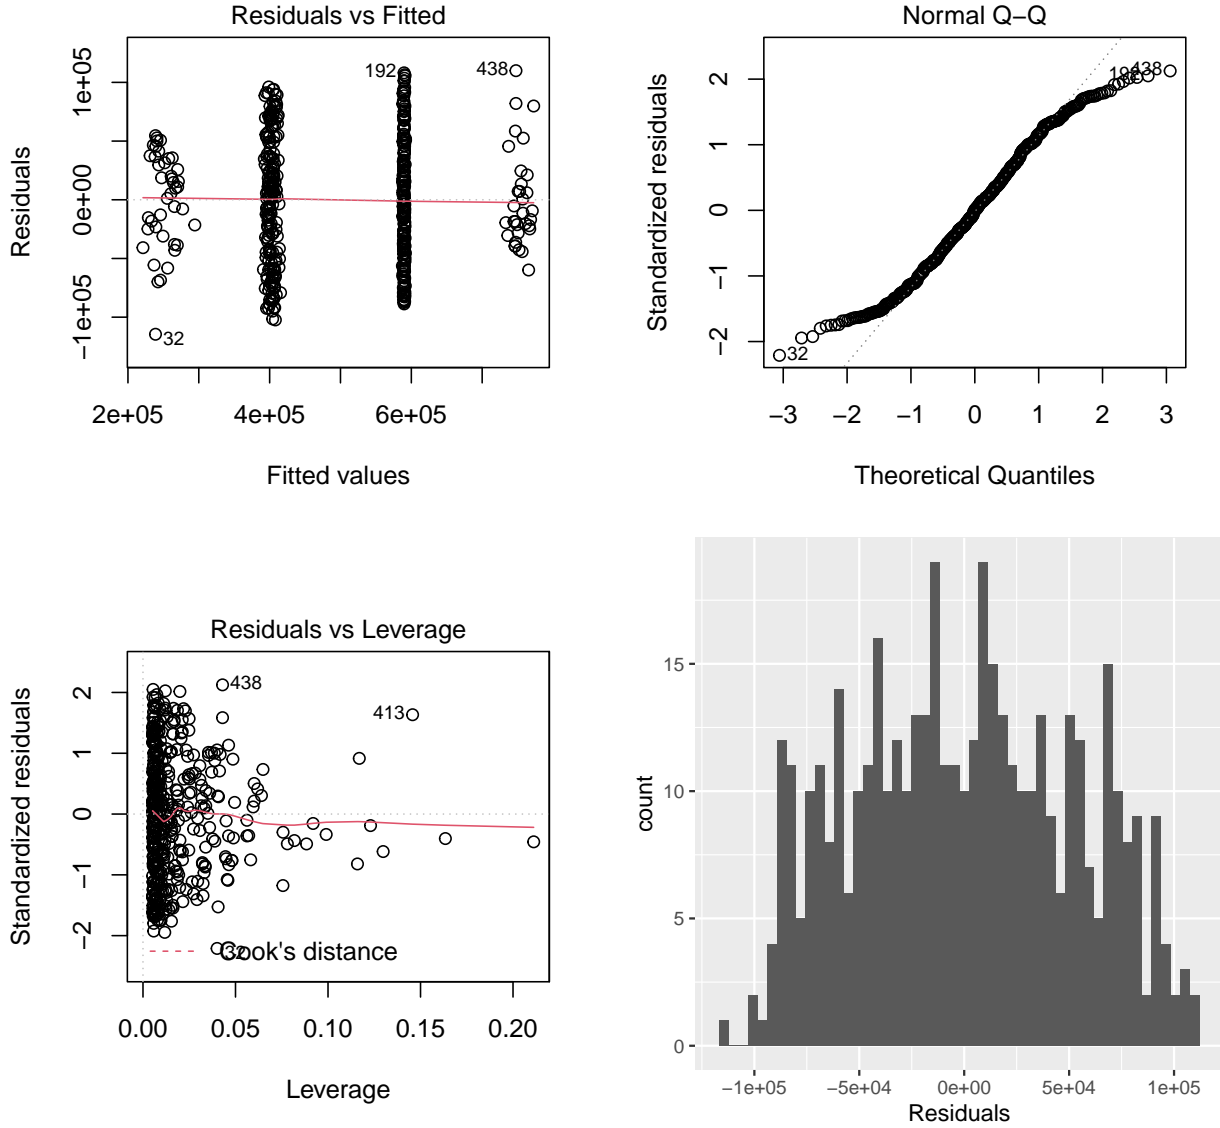 Residuals vs Fitted
Residuals
1e+05
0e+00
−1e+05
192
438
32
2e+05 4e+05 6e+05
Fitted values
Normal Q−Q
Standardized residuals
2
1
0
−1
−2
438
32
−3 −2 −1 0 1 2 3
Theoretical Quantiles
Residuals vs Leverage
Standardized residuals
2
1
0
−1
−2
438
413
32
Cook's distance
0.00 0.05 0.10 0.15 0.20
Leverage
count
15
10
5
0
−1e+05 −5e+04 0e+00 5e+04 1e+05
Residuals